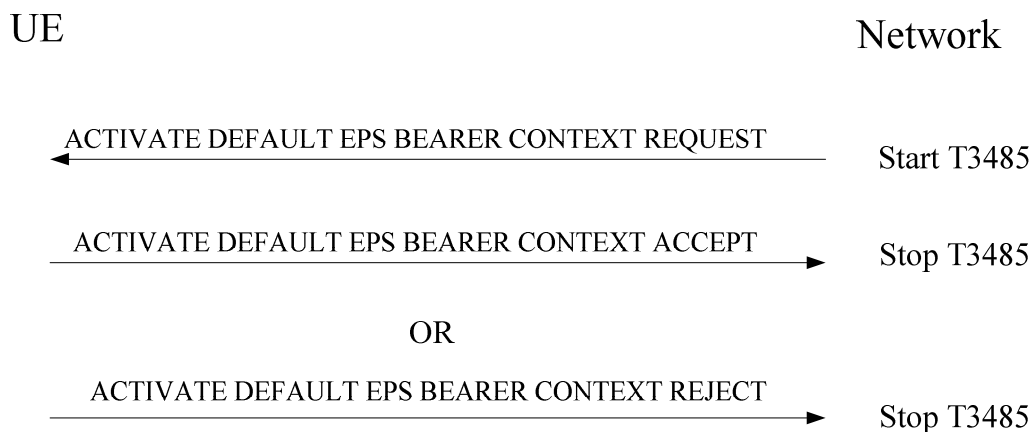 UE
Network
ACTIVATE DEFAULT EPS BEARER CONTEXT REQUEST
Start T3485
ACTIVATE DEFAULT EPS BEARER CONTEXT ACCEPT
Stop T3485
OR
ACTIVATE DEFAULT EPS BEARER CONTEXT REJECT
Stop T3485